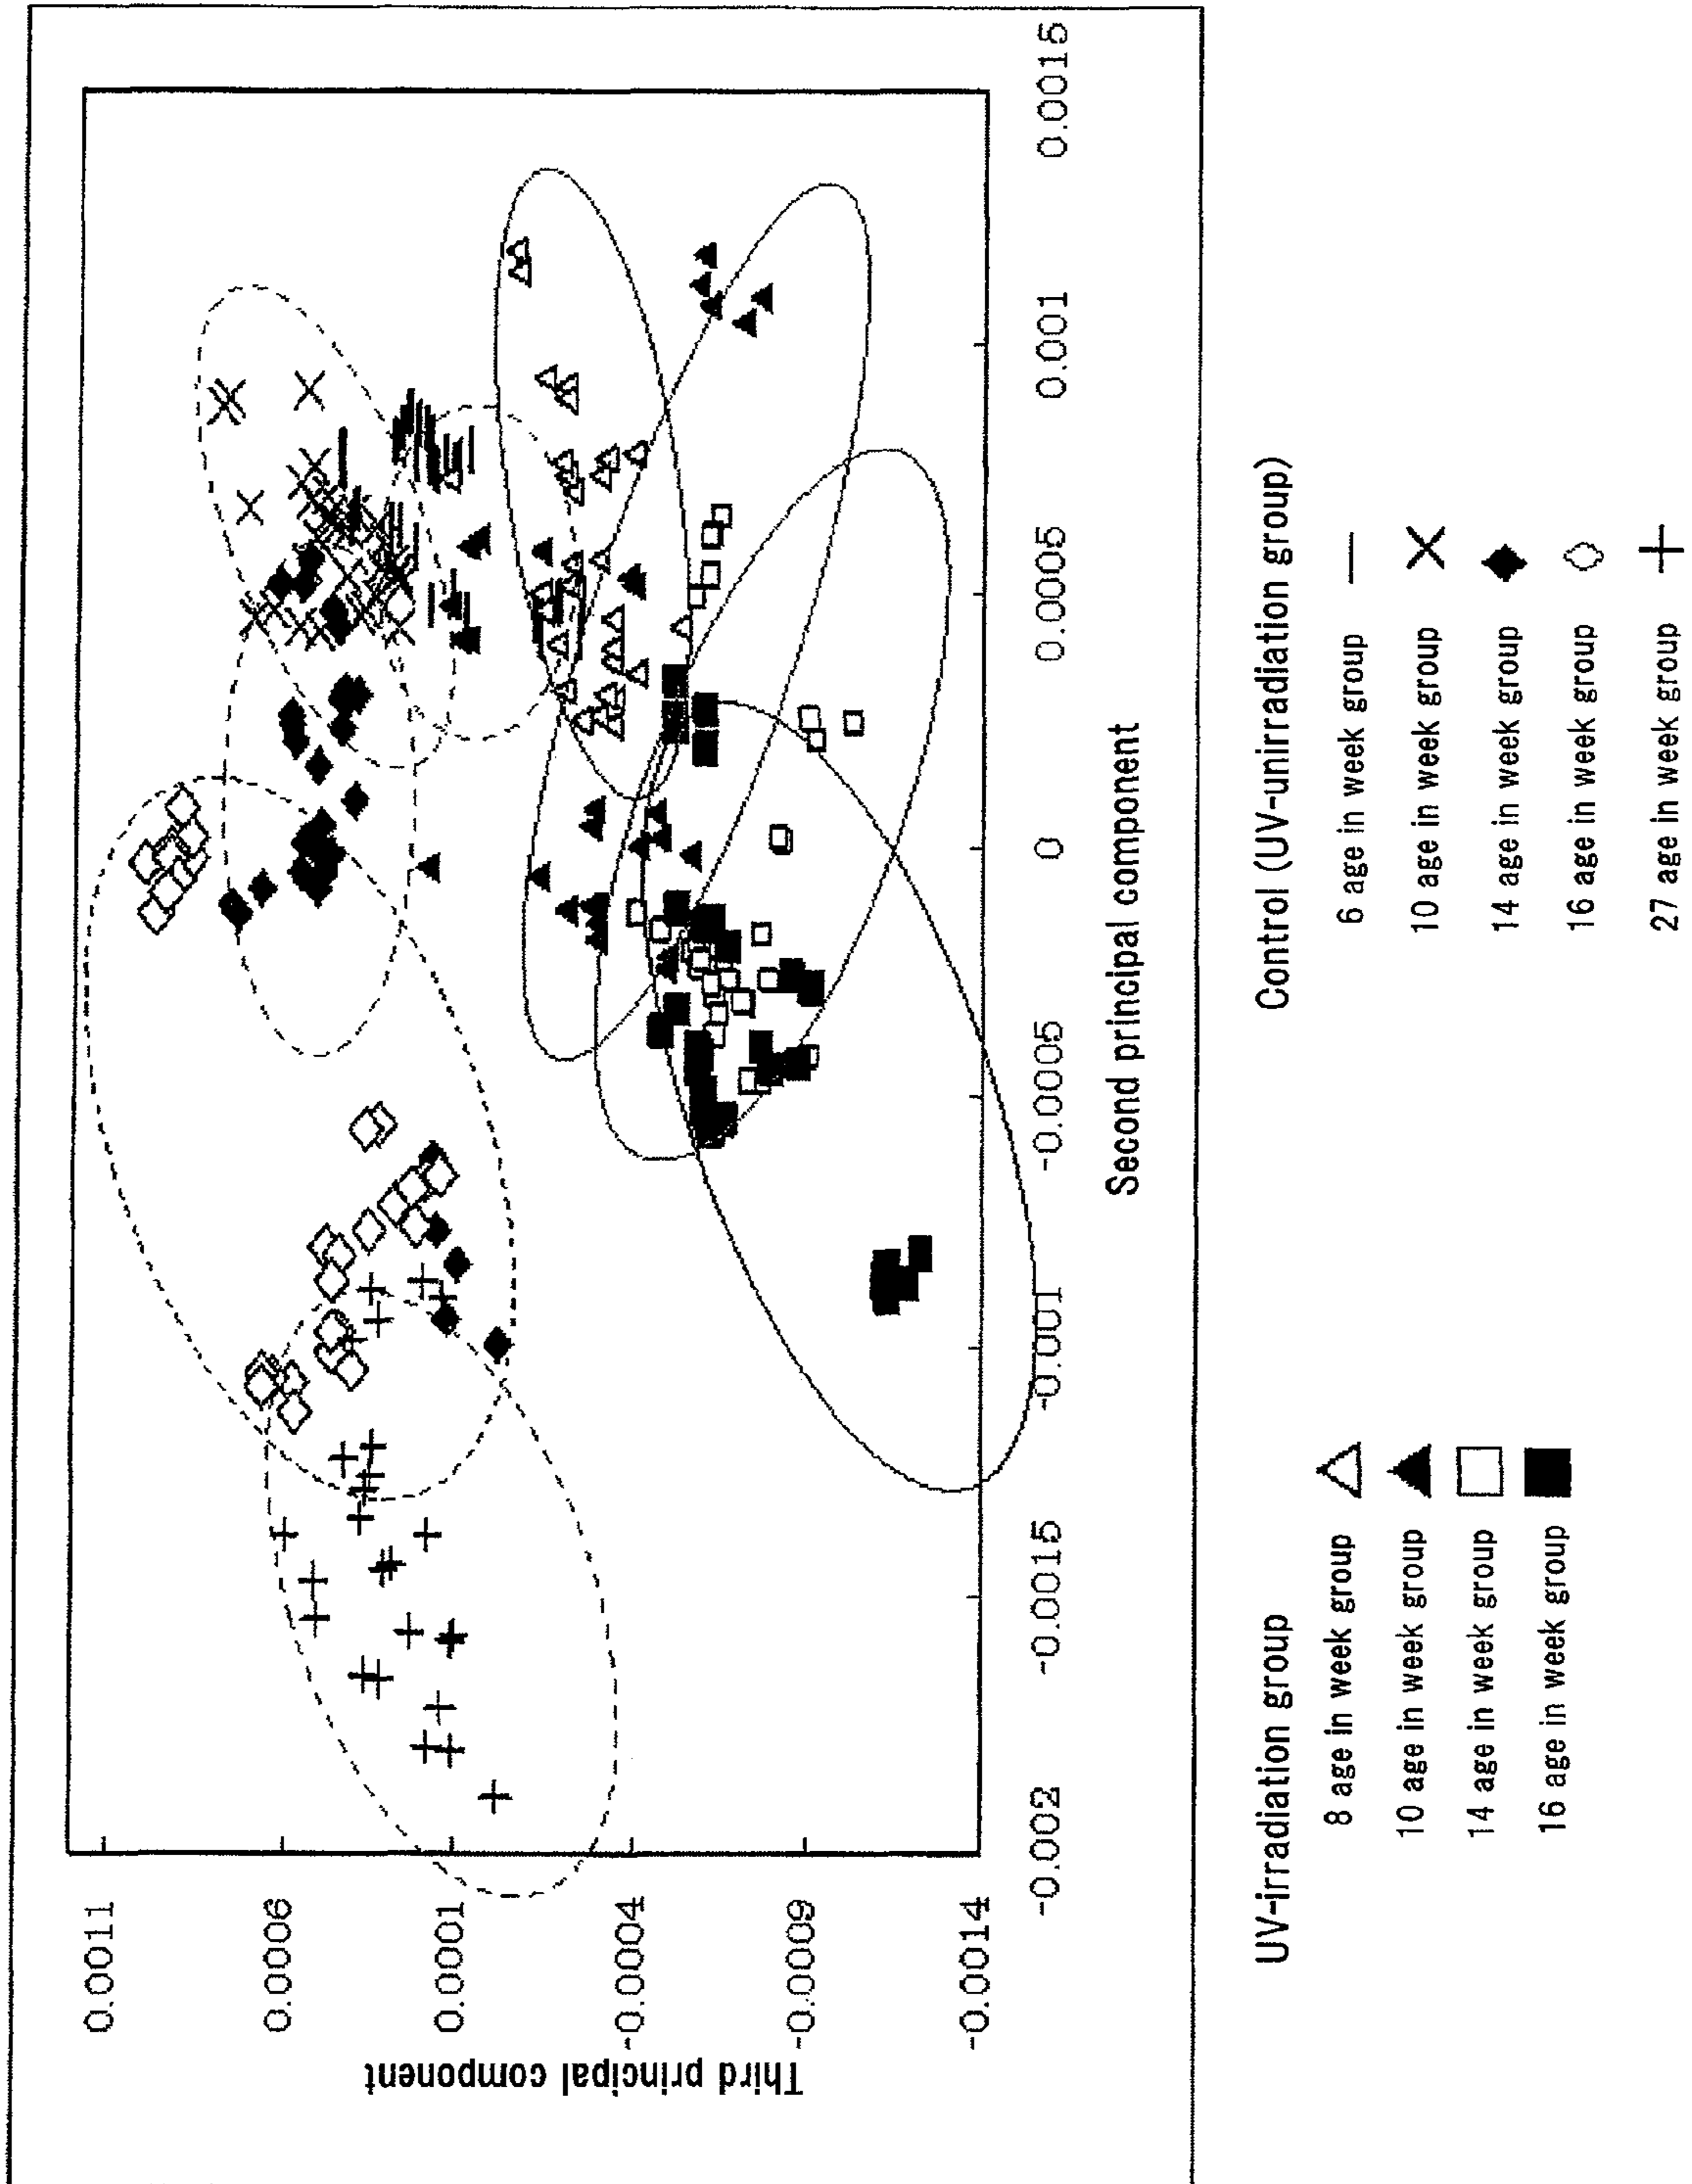 Third principal component
0.0011
0.0006
0.0001
-0.0004
-0.0009
-0.0014
-0.002
-0.0015
-0.001
-0.0005
0
0.0005
0.001
0.0015
Second principal component
UV-irradiation group
8 age in week group
10 age in week group
14 age in week group
16 age in week group
Control (UV-unirradiation group)
6 age in week group
10 age in week group
14 age in week group
16 age in week group
27 age in week group